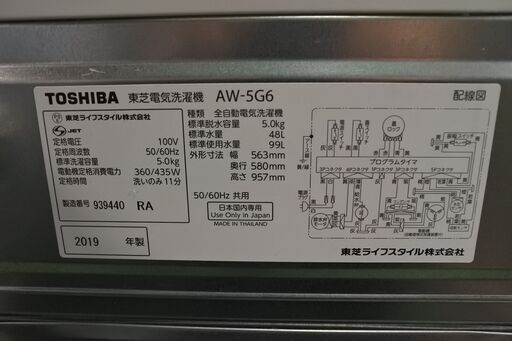 TOSHIBA 東芝電気洗濯機 AW-5G6 配線図
東芝ライフスタイル株式会社
JET
定格電圧 100V
定格周波数 50/60Hz
標準洗濯容量 5.0kg
電動機定格消費電力 360/435W
定格時間 洗いのみ11分
製造番号 939440 RA
2019 年製
種類 全自動電気洗濯機
標準脱水容量 5.0kg
標準水量 48L
標準使用水量 99L
外形寸法 幅 563mm
奥行 580mm
高さ 957mm
50/60Hz 共用
日本国内専用
Use Only in Japan
MADE IN THAILAND
蓋
ロック
プログラムタイマ
東芝ライフスタイル株式会社